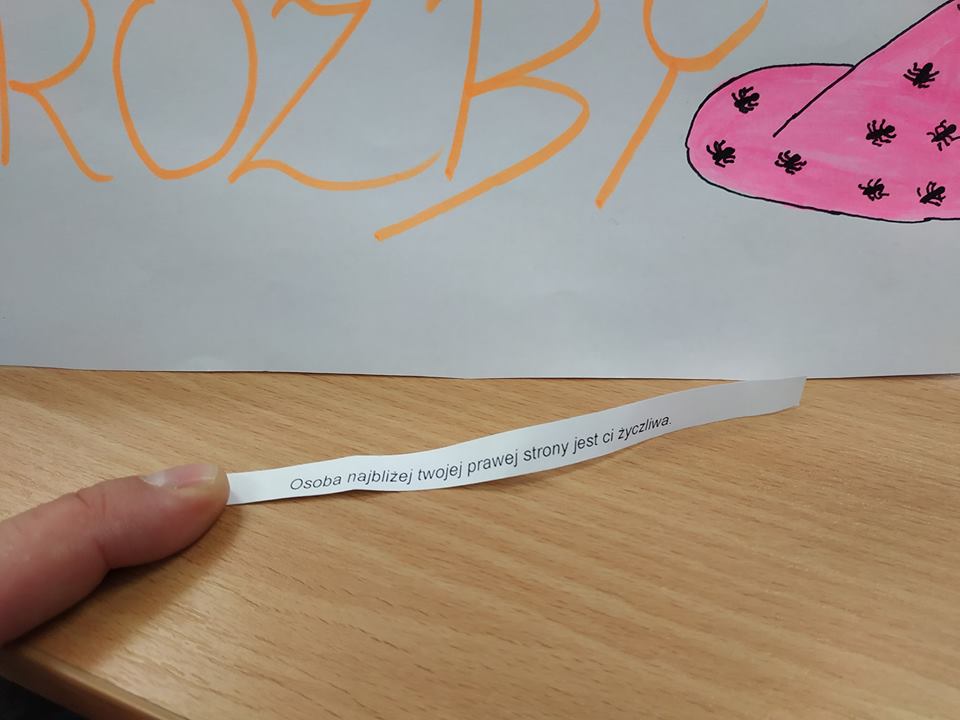 ROZBY
Osoba najbliżej twojej prawej strony jest ci życzliwa.